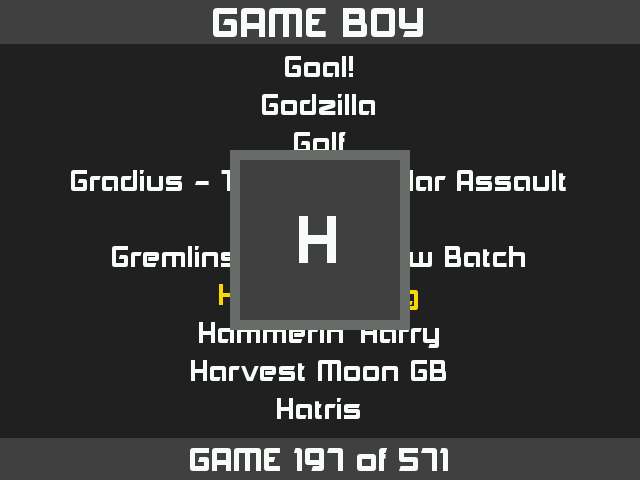 GAME BOY
Goal!
Godzilla
Golf
Gradius - T lar Assault
Gremlins w Batch
H g
H
Hammerin' Harry
Harvest Moon GB
Hatris
GAME 197 of 571